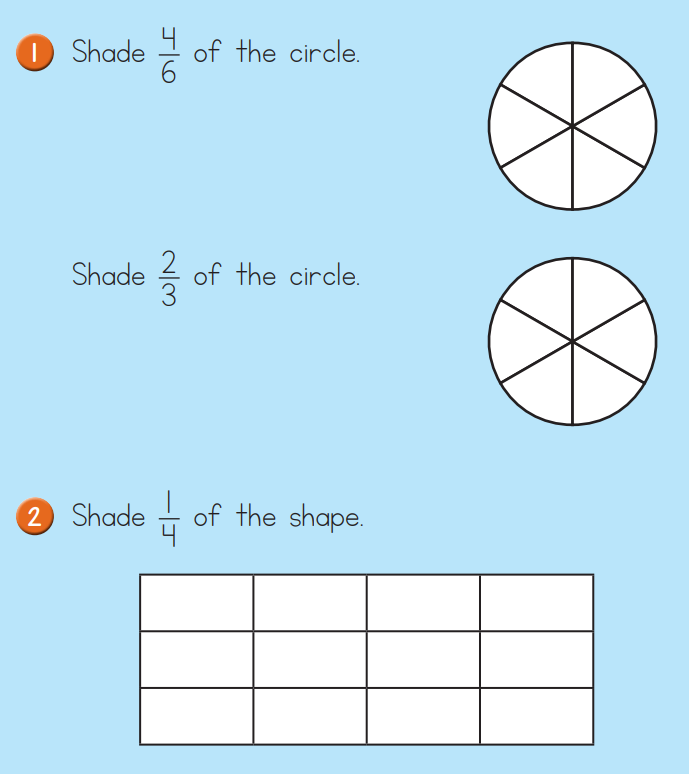 1 Shade 4/6 of the circle.
Shade 2/3 of the circle.
2 Shade 1/4 of the shape.